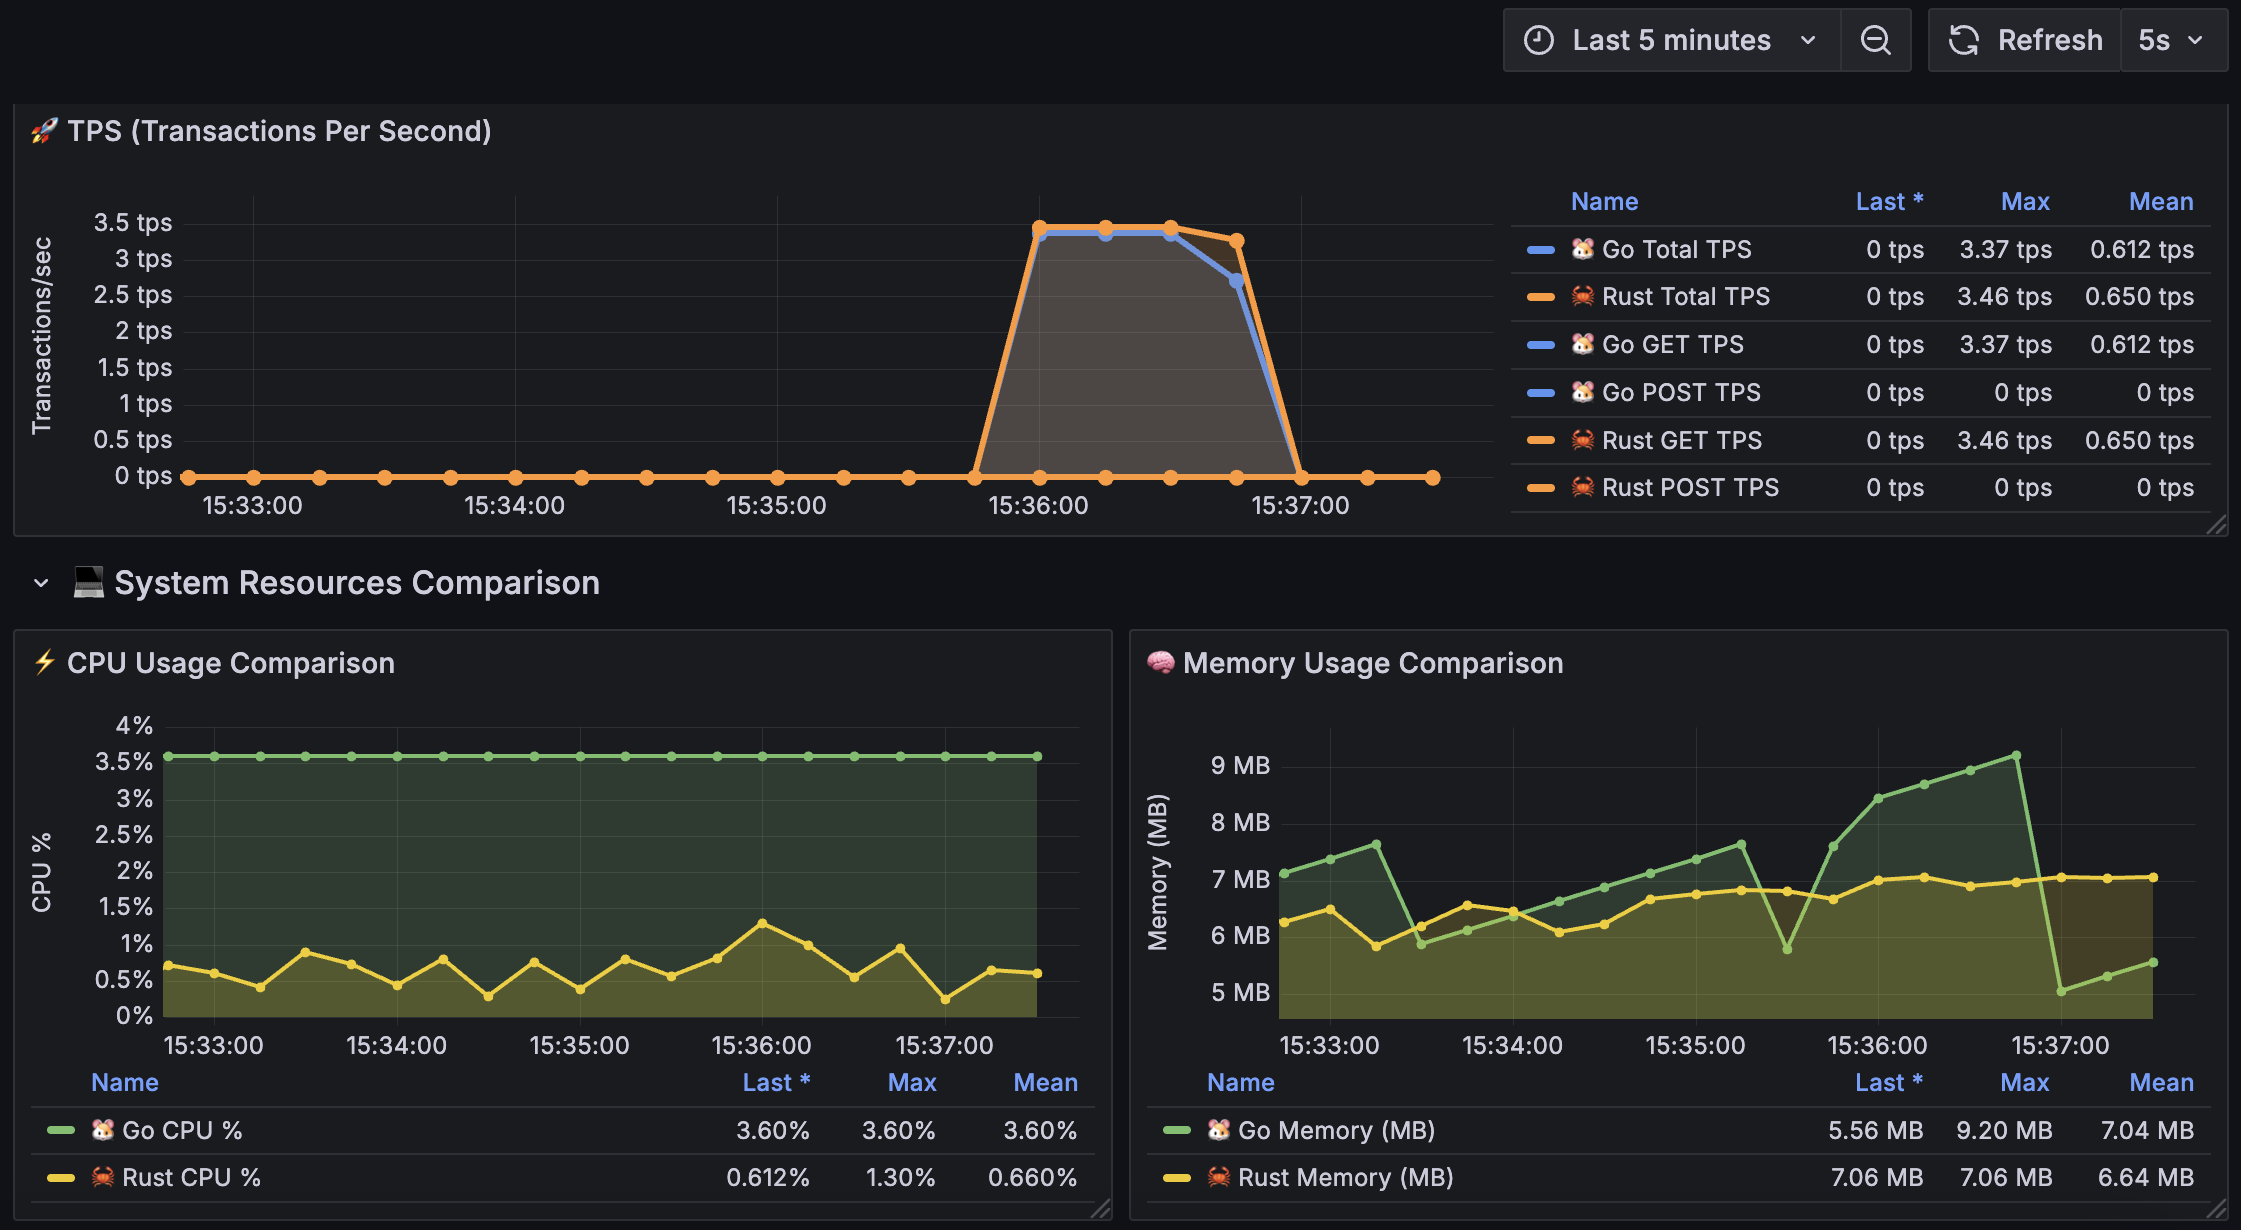 Last 5 minutes Refresh 5s
🚀 TPS (Transactions Per Second)
Transactions/sec
3.5 tps
3 tps
2.5 tps
2 tps
1.5 tps
1 tps
0.5 tps
0 tps
15:33:00 15:34:00 15:35:00 15:36:00 15:37:00
Name Last * Max Mean
🐹 Go Total TPS 0 tps 3.37 tps 0.612 tps
🦀 Rust Total TPS 0 tps 3.46 tps 0.650 tps
🐹 Go GET TPS 0 tps 3.37 tps 0.612 tps
🐹 Go POST TPS 0 tps 0 tps 0 tps
🦀 Rust GET TPS 0 tps 3.46 tps 0.650 tps
🦀 Rust POST TPS 0 tps 0 tps 0 tps
💻 System Resources Comparison
⚡ CPU Usage Comparison
CPU %
4%
3.5%
3%
2.5%
2%
1.5%
1%
0.5%
0%
15:33:00 15:34:00 15:35:00 15:36:00 15:37:00
Name Last * Max Mean
🐹 Go CPU % 3.60% 3.60% 3.60%
🦀 Rust CPU % 0.612% 1.30% 0.660%
🧠 Memory Usage Comparison
Memory (MB)
9 MB
8 MB
7 MB
6 MB
5 MB
15:33:00 15:34:00 15:35:00 15:36:00 15:37:00
Name Last * Max Mean
🐹 Go Memory (MB) 5.56 MB 9.20 MB 7.04 MB
🦀 Rust Memory (MB) 7.06 MB 7.06 MB 6.64 MB